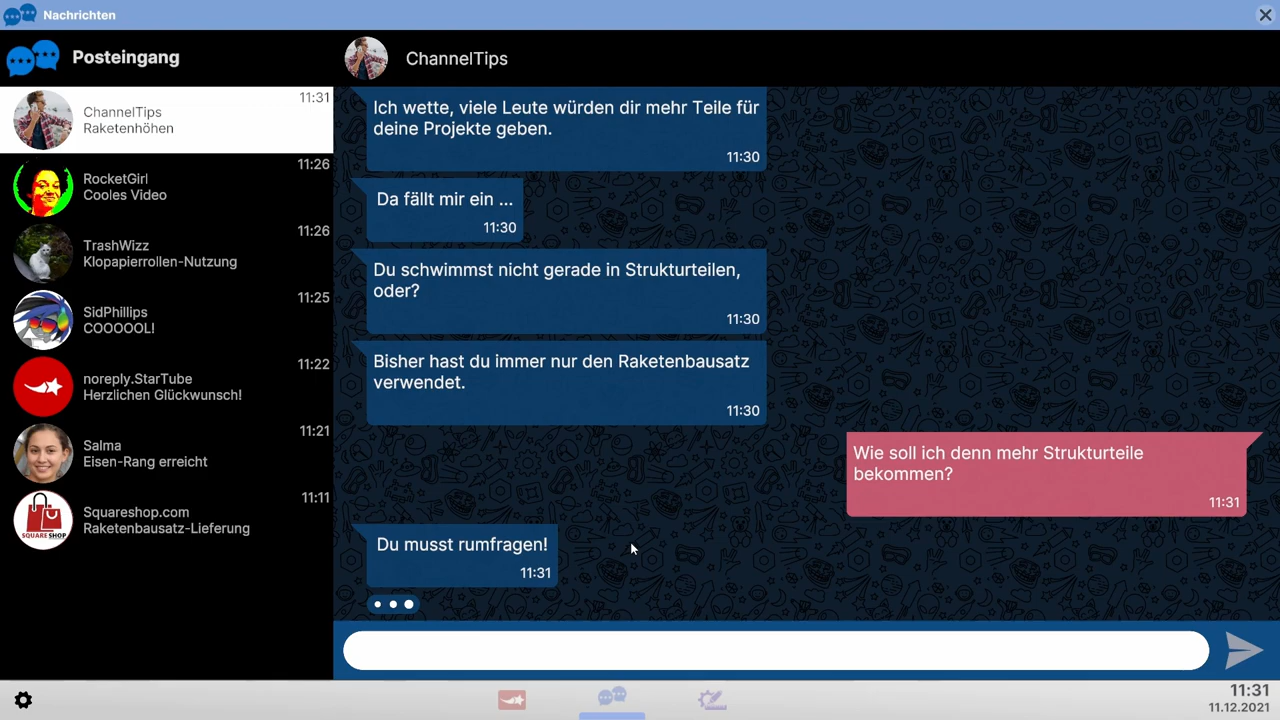 Nachrichten
Posteingang
ChannelTips
11:31
ChannelTips
Raketenhöhen
11:26
RocketGirl
Cooles Video
11:26
TrashWizz
Klopapierrollen-Nutzung
11:25
SidPhillips
COOOOOL!
11:22
noreply.StarTube
Herzlichen Glückwunsch!
11:21
Salma
Eisen-Rang erreicht
11:11
Squareshop.com
Raketenbausatz-Lieferung
SQUARE SHOP
Ich wette, viele Leute würden dir mehr Teile für
deine Projekte geben.
11:30
Da fällt mir ein ...
11:30
Du schwimmst nicht gerade in Strukturteilen,
oder?
11:30
Bisher hast du immer nur den Raketenbausatz
verwendet.
11:30
Wie soll ich denn mehr Strukturteile
bekommen?
11:31
Du musst rumfragen!
11:31
11:31
11.12.2021